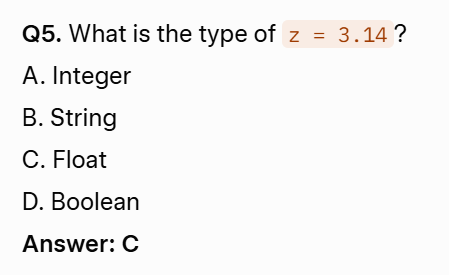 Q5. What is the type of z = 3.14?
A. Integer
B. String
C. Float
D. Boolean
Answer: C